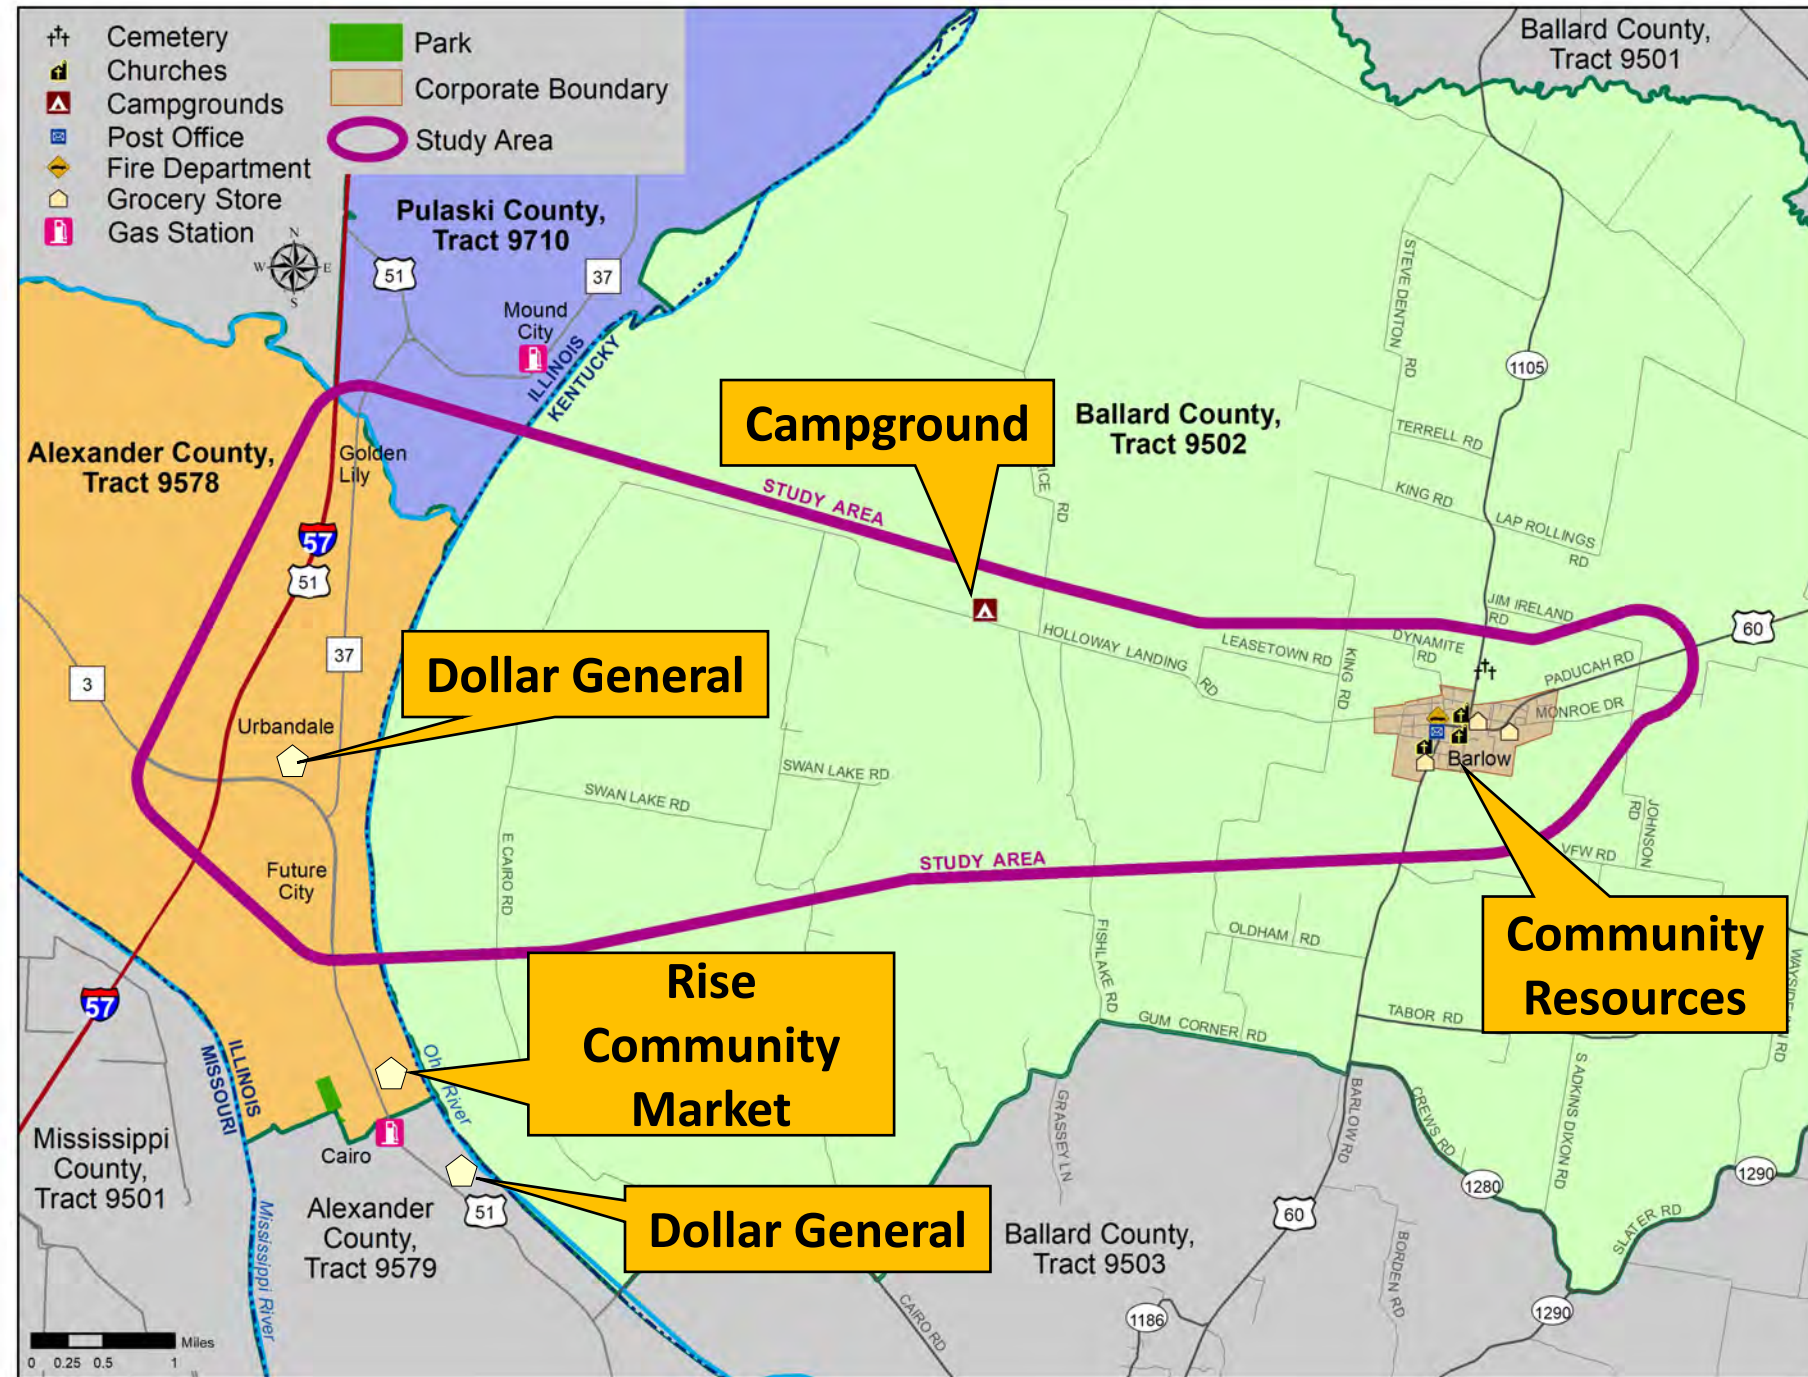 Cemetery
Churches
Campgrounds
Post Office
Fire Department
Grocery Store
Gas Station
Park
Corporate Boundary
Study Area
N
W
E
S
Ballard County,
Tract 9501
Pulaski County,
Tract 9710
51
37
Mound
City
ILLINOIS
KENTUCKY
STEVE DENTON RD
1105
Campground
Ballard County,
Tract 9502
Alexander County,
Tract 9578
Golden
Lily
TERRELL RD
STUDY AREA
RD
KING RD
LAP ROLLINGS
RD
57
51
JIM IRELAND
RD
60
HOLLOWAY LANDING
RD
LEASETOWN RD
KING RD
DYNAMITE
RD
PADUCAH RD
MONROE DR
37
3
Dollar General
Urbandale
Barlow
SWAN LAKE RD
SWAN LAKE RD
E CAIRO RD
JOHNSON
RD
STUDY AREA
VFW RD
Future
City
FISHLAKE RD
OLDHAM RD
Community
Resources
57
Rise
Community
Market
GUM CORNER RD
TABOR RD
RD
ILLINOIS
MISSOURI
Ohio River
GRASSEY LN
BARLOW RD
CREWS RD
S ADKINS DIXON RD
Mississippi
County,
Tract 9501
Cairo
1280
1290
Mississippi River
Alexander
County,
Tract 9579
51
Dollar General
Ballard County,
Tract 9503
60
BORDEN RD
SLATER RD
1290
CAIRO RD
1186
Miles
0 0.25 0.5 1